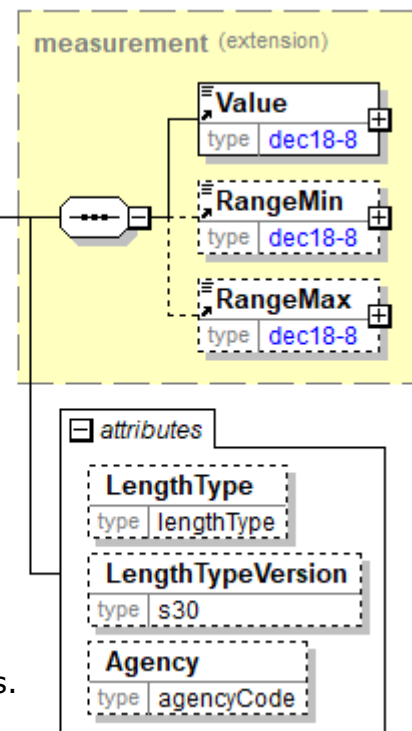 measurement (extension)
Value
type dec18-8
RangeMin
type dec18-8
RangeMax
type dec18-8
attributes
LengthType
type lengthType
LengthTypeVersion
type s30
Agency
s.
type agencyCode